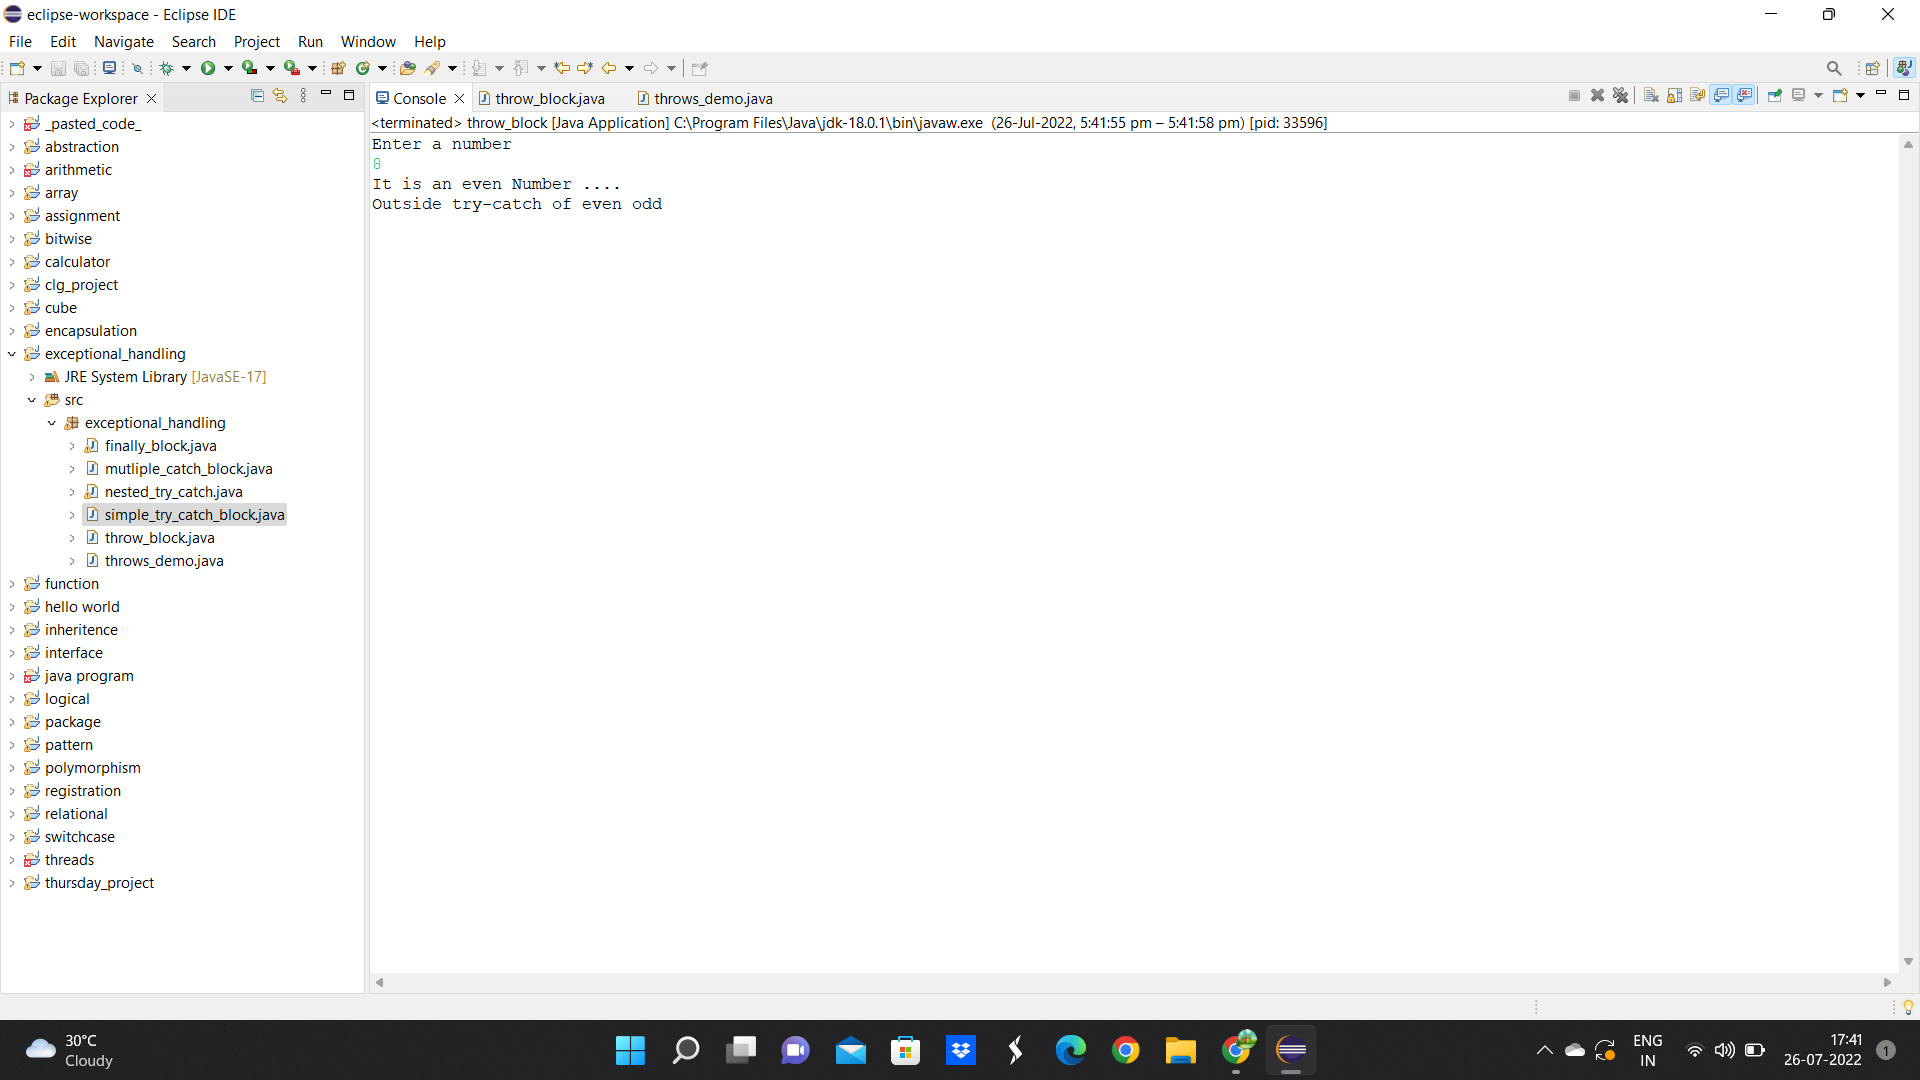 eclipse-workspace - Eclipse IDE
File Edit Navigate Search Project Run Window Help
Package Explorer
_pasted_code_
abstraction
arithmetic
array
assignment
bitwise
calculator
clg_project
cube
encapsulation
exceptional_handling
JRE System Library [JavaSE-17]
src
exceptional_handling
finally_block.java
mutliple_catch_block.java
nested_try_catch.java
simple_try_catch_block.java
throw_block.java
throws_demo.java
function
hello world
inheritence
interface
java program
logical
package
pattern
polymorphism
registration
relational
switchcase
threads
thursday_project
Console throw_block.java throws_demo.java
<terminated> throw_block [Java Application] C:\Program Files\Java\jdk-18.0.1\bin\javaw.exe (26-Jul-2022, 5:41:55 pm – 5:41:58 pm) [pid: 33596]
Enter a number
8
It is an even Number ....
Outside try-catch of even odd
30°C
Cloudy
ENG
IN
17:41
26-07-2022
1